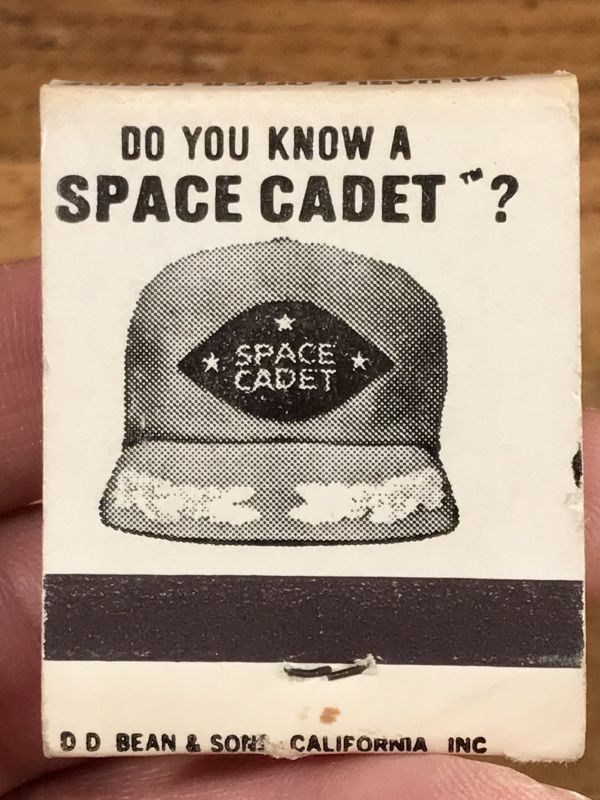 DO YOU KNOW A
SPACE CADET™?
SPACE
CADET
D D BEAN & SONS CALIFORNIA INC